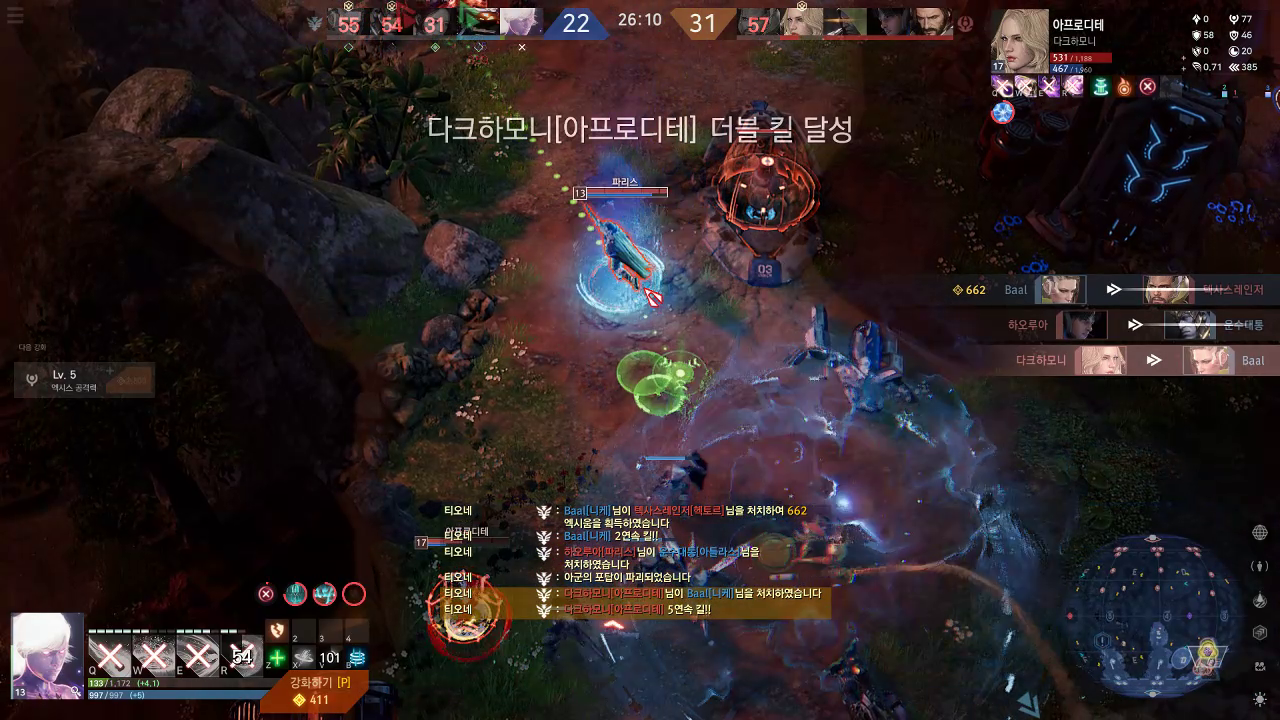 55 54 31
22 26:10 31
57
아프로디테
다크하모니
531 / 1,188
467 / 1,960
17
0 77
58 46
0 20
0.71 385
다크하모니[아프로디테] 더블 킬 달성
파리스
13
03
662 Baal 텍사스레인저
하오루아 운수대통
다크하모니 Baal
다음 강화
Lv. 5
엑시스 공격력
티오네 : Baal[니케]님이 텍사스레인저[헥토르]님을 처치하여 662
엑시움을 획득하였습니다
아프로디테
17
티오네 : Baal[니케] 2연속 킬!!
티오네 : 하오루아[파리스]님이 운수대통[아틀라스]님을
처치하였습니다
티오네 : 아군의 포탑이 파괴되었습니다
티오네 : 다크하모니[아프로디테]님이 Baal[니케]님을 처치하였습니다
티오네 : 다크하모니[아프로디테] 5연속 킬!!
2 3 4
Q W E R 54 Z X 101 V B
13
133 / 1,172 (+4.1)
997 / 997 (+5)
강화하기 [P]
411